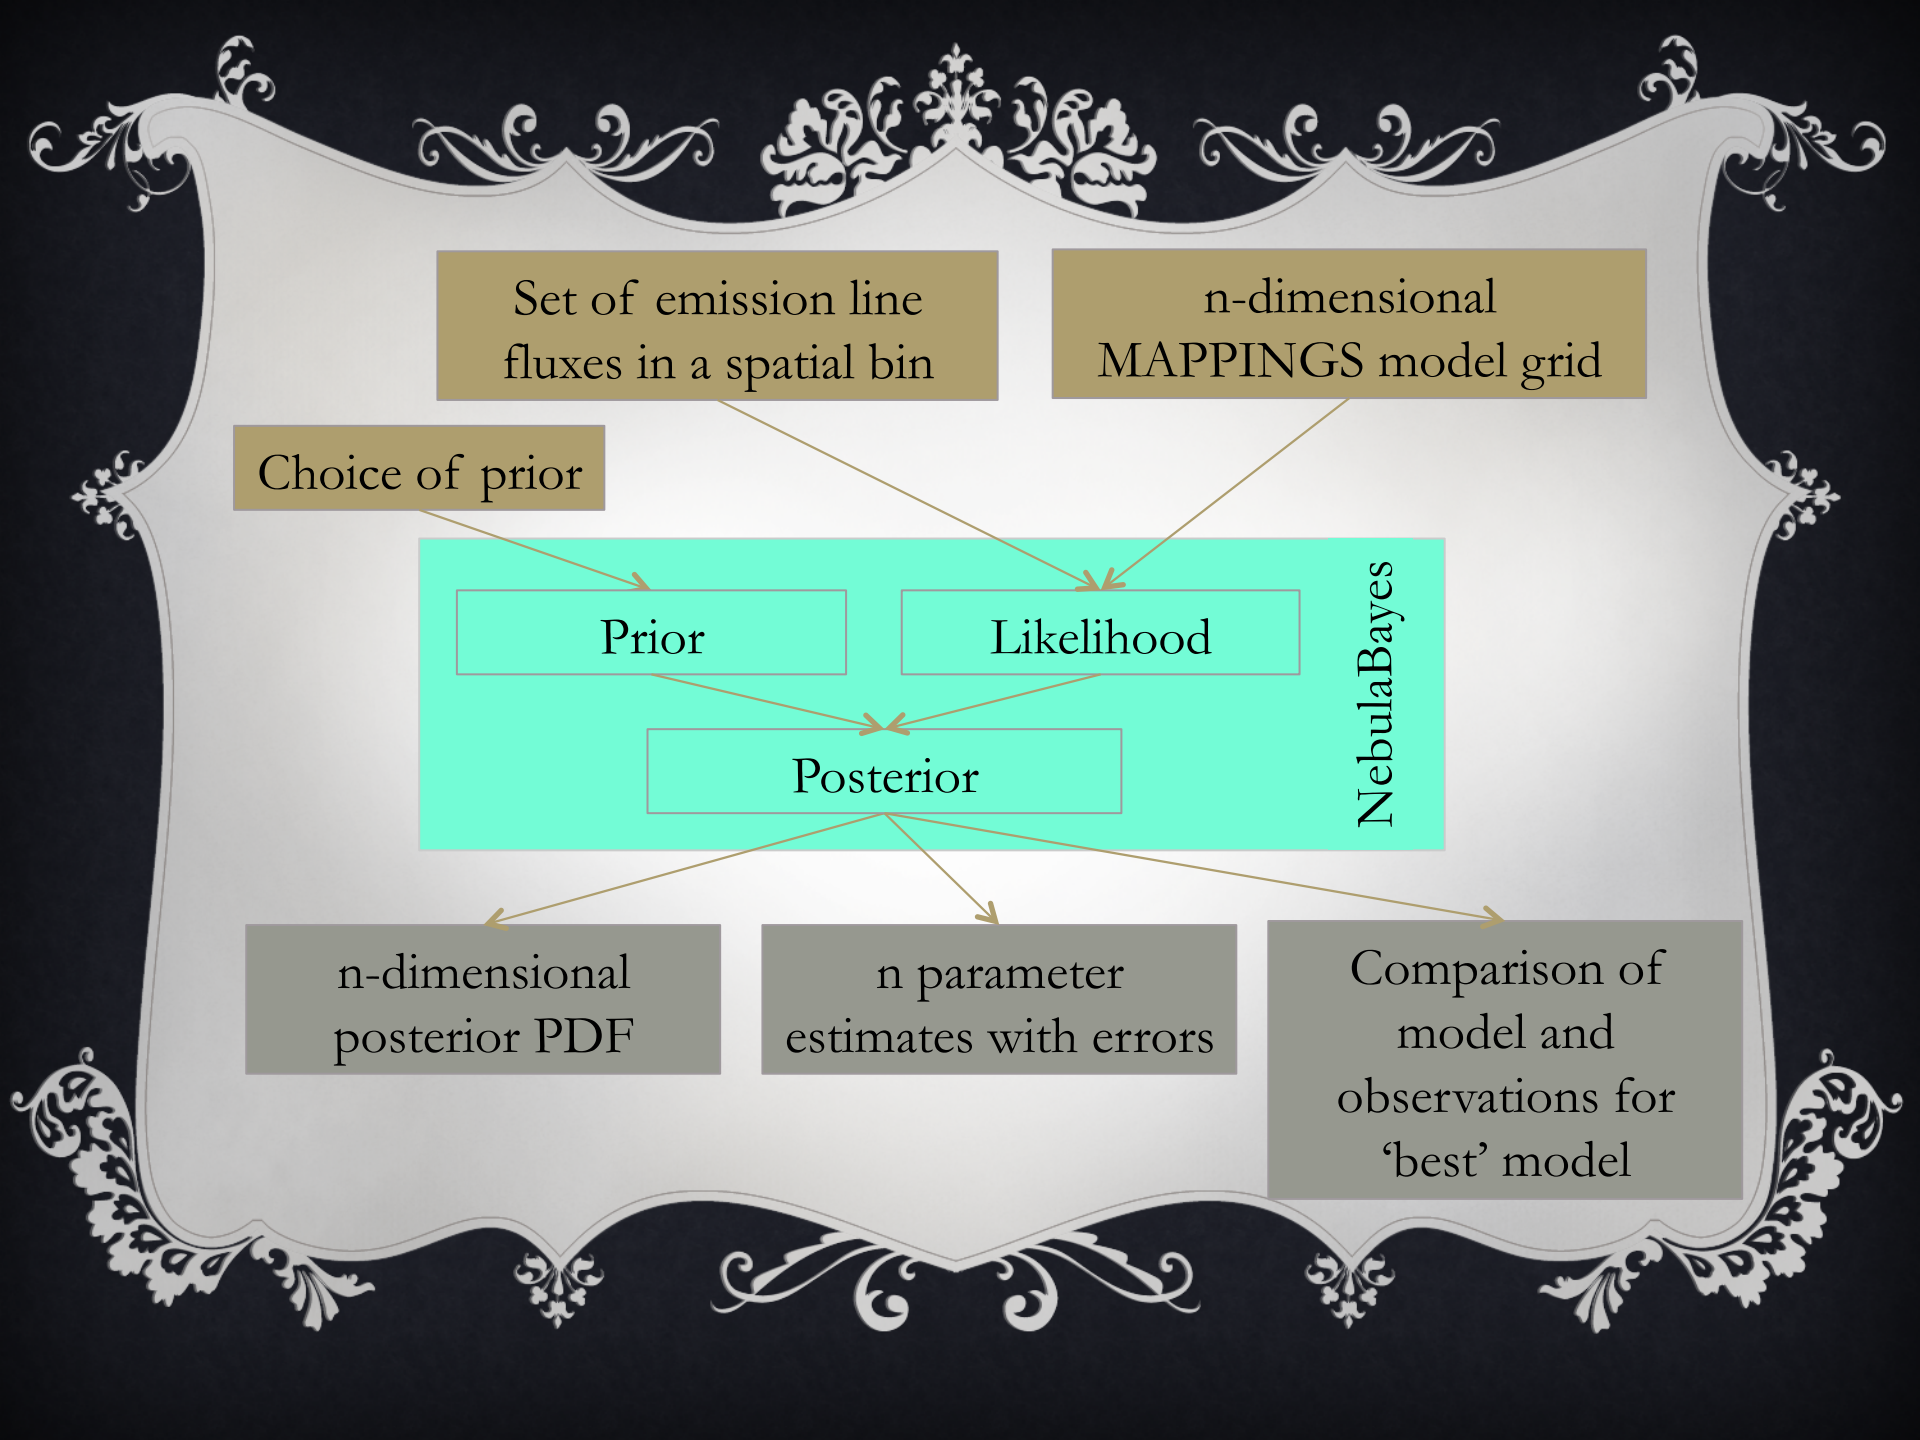 Set of emission line
fluxes in a spatial bin
n-dimensional
MAPPINGS model grid
Choice of prior
Prior
Likelihood
NebulaBayes
Posterior
n-dimensional
posterior PDF
n parameter
estimates with errors
Comparison of
model and
observations for
‘best’ model